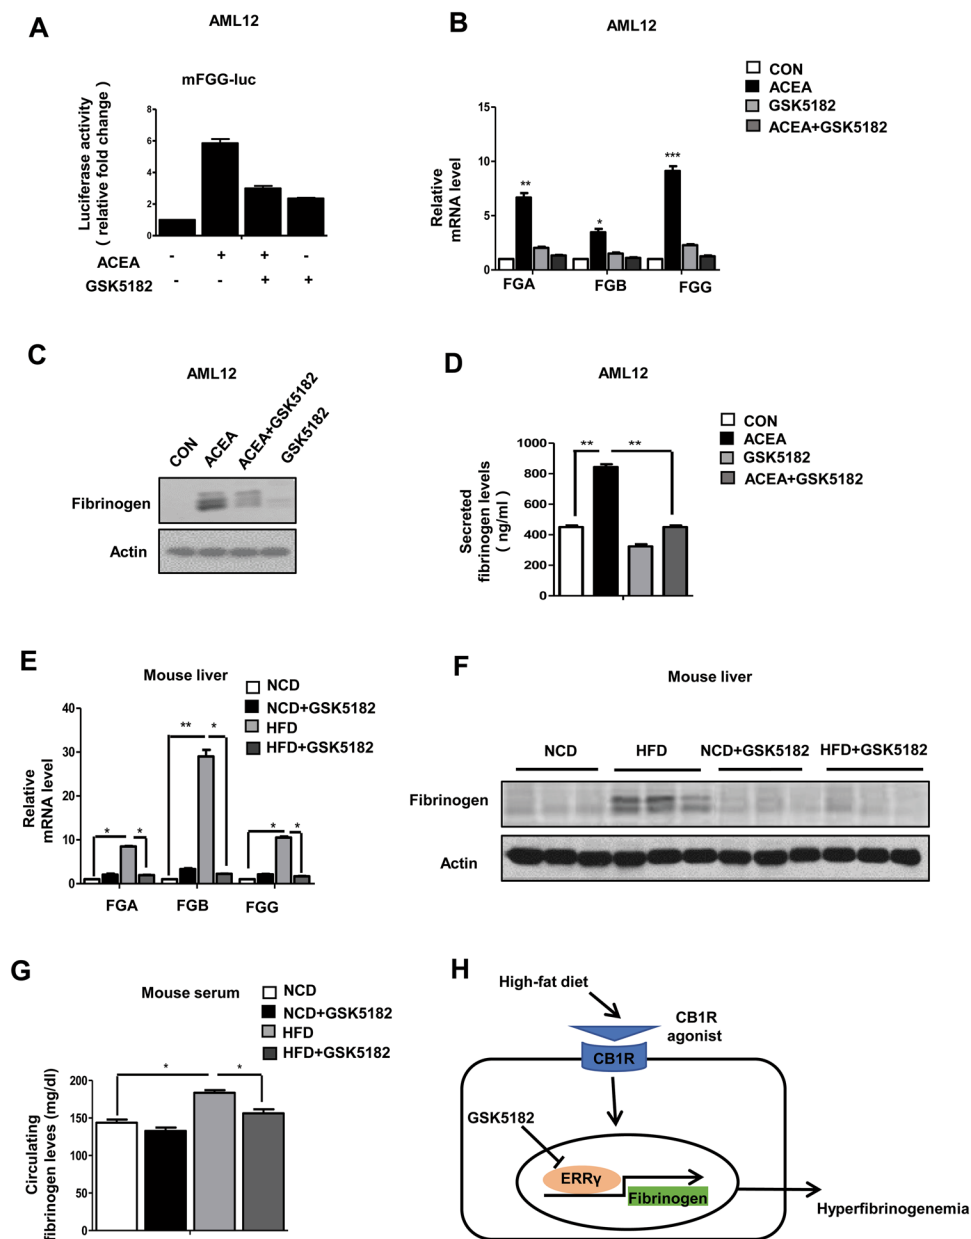 A
AML12
mFGG-luc
Luciferase activity
( relative fold change )
8
6
4
2
0
ACEA - + + -
GSK5182 - - + +
B
AML12
CON
ACEA
GSK5182
ACEA+GSK5182
Relative
mRNA level
15
10
5
0
** * ***
FGA FGB FGG
C
AML12
CON ACEA ACEA+GSK5182 GSK5182
Fibrinogen
Actin
D
AML12
CON
ACEA
GSK5182
ACEA+GSK5182
Secreted
fibrinogen levels
( ng/ml )
1000
800
600
400
200
0
** **
E
Mouse liver
NCD
NCD+GSK5182
HFD
HFD+GSK5182
Relative
mRNA level
40
30
20
10
0
* * ** * * *
FGA FGB FGG
F
Mouse liver
NCD HFD NCD+GSK5182 HFD+GSK5182
Fibrinogen
Actin
G
Mouse serum
NCD
NCD+GSK5182
HFD
HFD+GSK5182
Circulating
fibrinogen leves (mg/dl)
200
150
100
50
0
* *
H
High-fat diet
CB1R
agonist
CB1R
GSK5182
ERRγ
Fibrinogen
Hyperfibrinogenemia